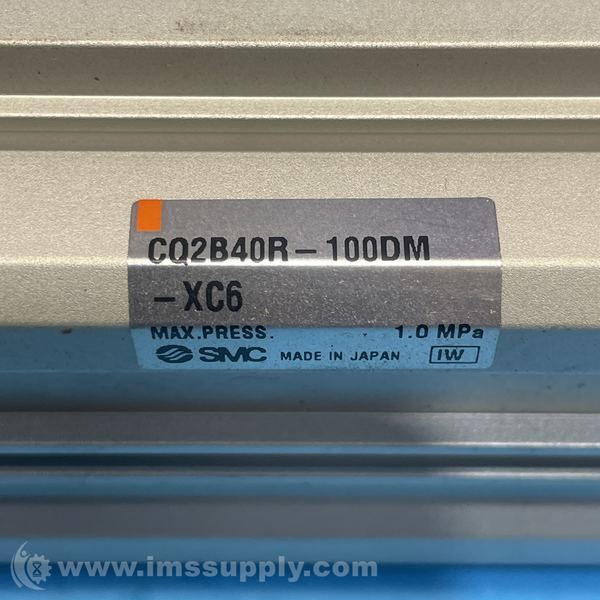 CQ2B40R-100DM
-XC6
MAX.PRESS. 1.0 MPa
SMC MADE IN JAPAN IW
www.imssupply.com